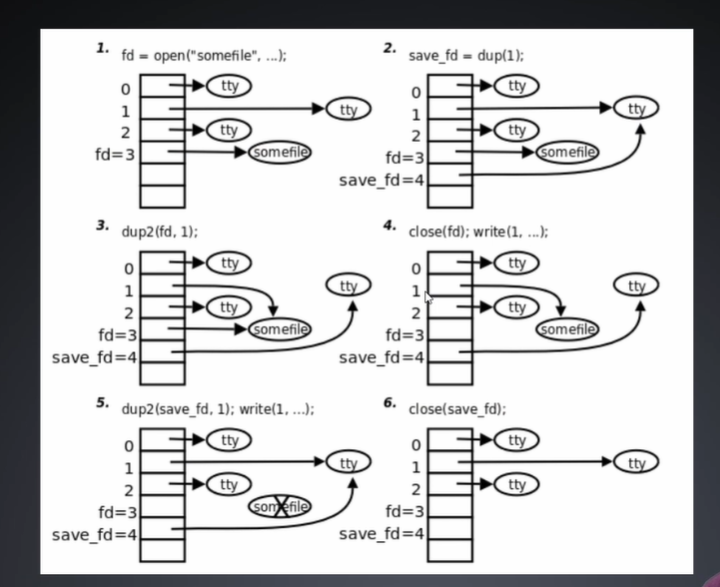 1. fd = open("somefile", ...);
0 tty
1 tty
2 tty
fd=3 somefile
2. save_fd = dup(1);
0 tty
1 tty
2 tty
fd=3 somefile
save_fd=4
3. dup2(fd, 1);
0 tty
1 tty
2 tty
fd=3 somefile
save_fd=4
4. close(fd); write(1, ...);
0 tty
1 tty
2 tty
fd=3 somefile
save_fd=4
5. dup2(save_fd, 1); write(1, ...);
0 tty
1 tty
2 tty
fd=3 somefile
save_fd=4
6. close(save_fd);
0 tty
1 tty
2 tty
fd=3
save_fd=4